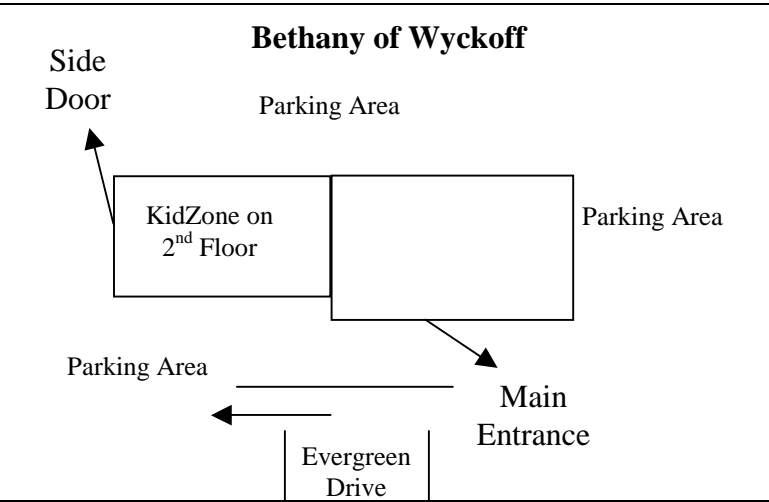 Bethany of Wyckoff
Side
Door
Parking Area
KidZone on
2nd Floor
Parking Area
Parking Area
Main
Entrance
Evergreen
Drive